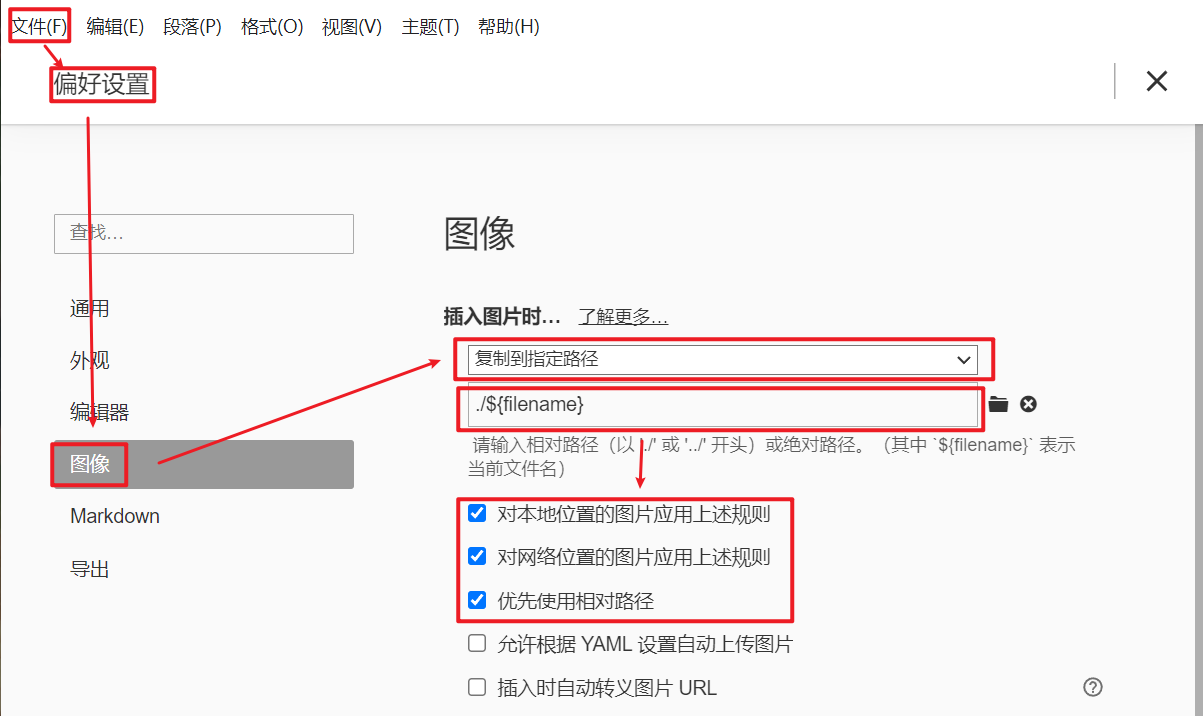 文件(F) 编辑(E) 段落(P) 格式(O) 视图(V) 主题(T) 帮助(H)
偏好设置
查找…
通用
外观
编辑器
图像
Markdown
导出
图像
插入图片时… 了解更多…
复制到指定路径
./${filename}
请输入相对路径（以 './' 或 '../' 开头）或绝对路径。（其中 `${filename}` 表示
当前文件名）
对本地位置的图片应用上述规则
对网络位置的图片应用上述规则
优先使用相对路径
允许根据 YAML 设置自动上传图片
插入时自动转义图片 URL